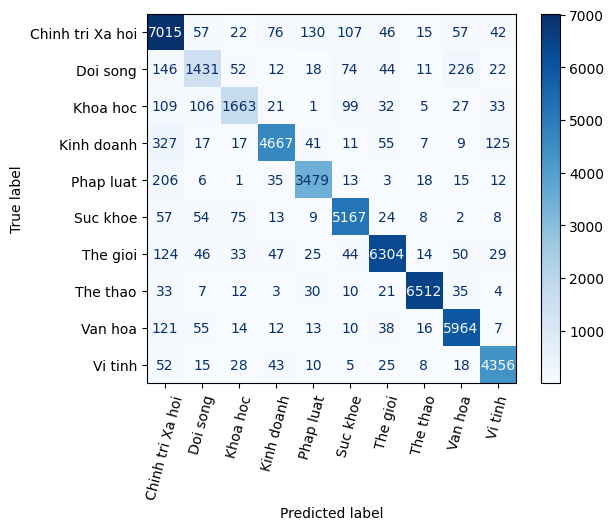 Chinh tri Xa hoi 7015 57 22 76 130 107 46 15 57 42
Doi song 146 1431 52 12 18 74 44 11 226 22
Khoa hoc 109 106 1663 21 1 99 32 5 27 33
Kinh doanh 327 17 17 4667 41 11 55 7 9 125
Phap luat 206 6 1 35 3479 13 3 18 15 12
Suc khoe 57 54 75 13 9 5167 24 8 2 8
The gioi 124 46 33 47 25 44 6304 14 50 29
The thao 33 7 12 3 30 10 21 6512 35 4
Van hoa 121 55 14 12 13 10 38 16 5964 7
Vi tinh 52 15 28 43 10 5 25 8 18 4356
Chinh tri Xa hoi Doi song Khoa hoc Kinh doanh Phap luat Suc khoe The gioi The thao Van hoa Vi tinh
Predicted label
True label
7000
6000
5000
4000
3000
2000
1000